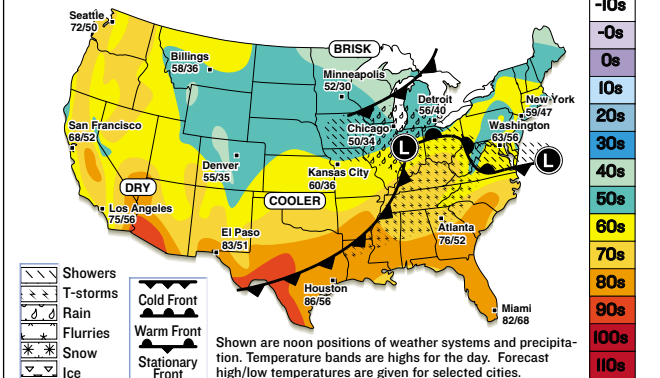 Seattle
72/50
BRISK
Billings
58/36
Minneapolis
52/30
Detroit
56/40
New York
59/47
San Francisco
68/52
Chicago
50/34
Washington
63/56
L
L
Denver
55/35
Kansas City
60/36
DRY
COOLER
Los Angeles
75/56
El Paso
83/51
Atlanta
76/52
Houston
86/56
Miami
82/68
Showers
T-storms
Rain
Flurries
Snow
Ice
Cold Front
Warm Front
Stationary
Front
Shown are noon positions of weather systems and precipita-
tion. Temperature bands are highs for the day. Forecast
high/low temperatures are given for selected cities.
-10s
-0s
0s
10s
20s
30s
40s
50s
60s
70s
80s
90s
100s
110s